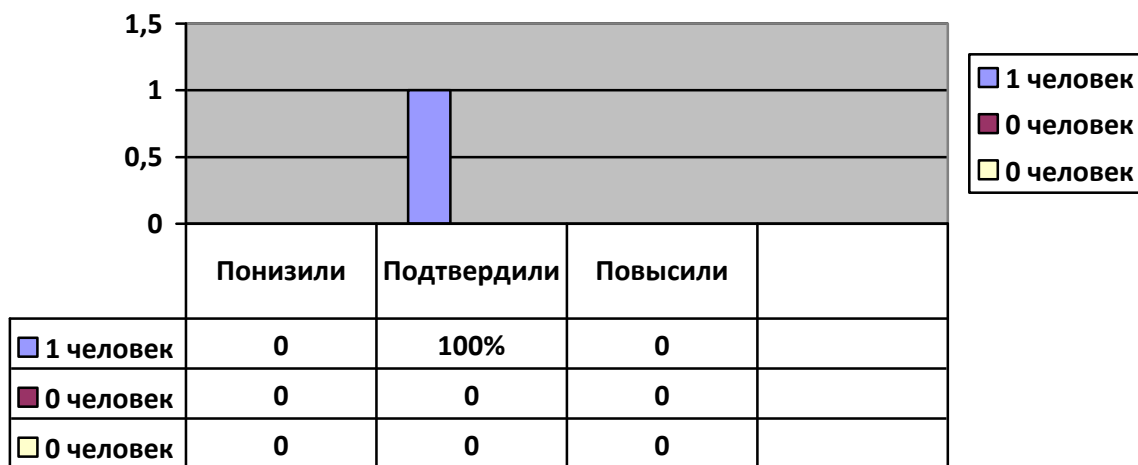 1,5
1
0,5
0
1 человек
0 человек
0 человек
Понизили Подтвердили Повысили
1 человек 0 100% 0
0 человек 0 0 0
0 человек 0 0 0